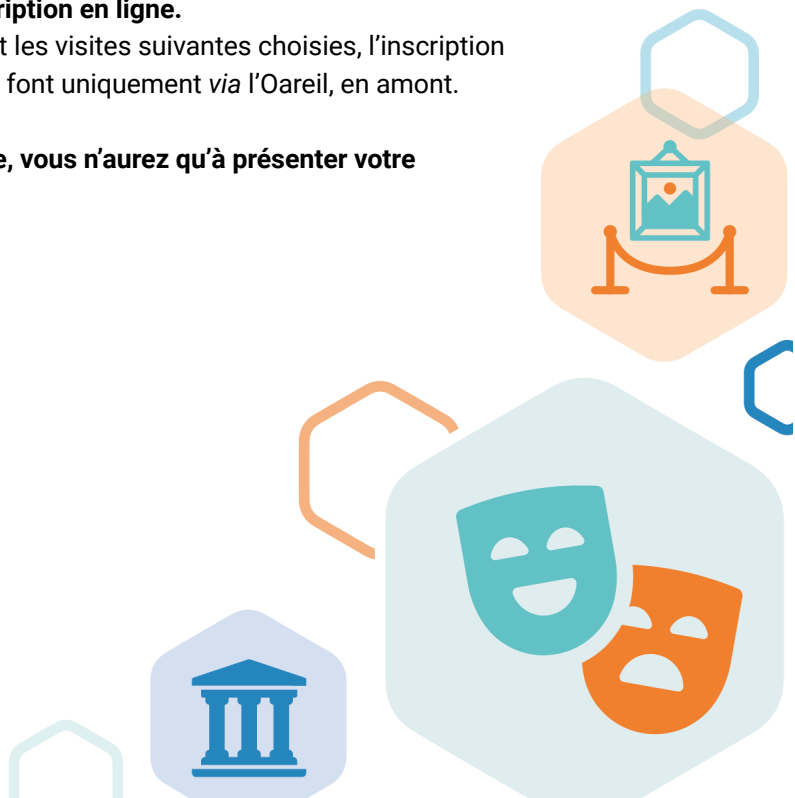 ription en ligne.
t les visites suivantes choisies, l’inscription
font uniquement via l’Oareil, en amont.
e, vous n’aurez qu’à présenter votre